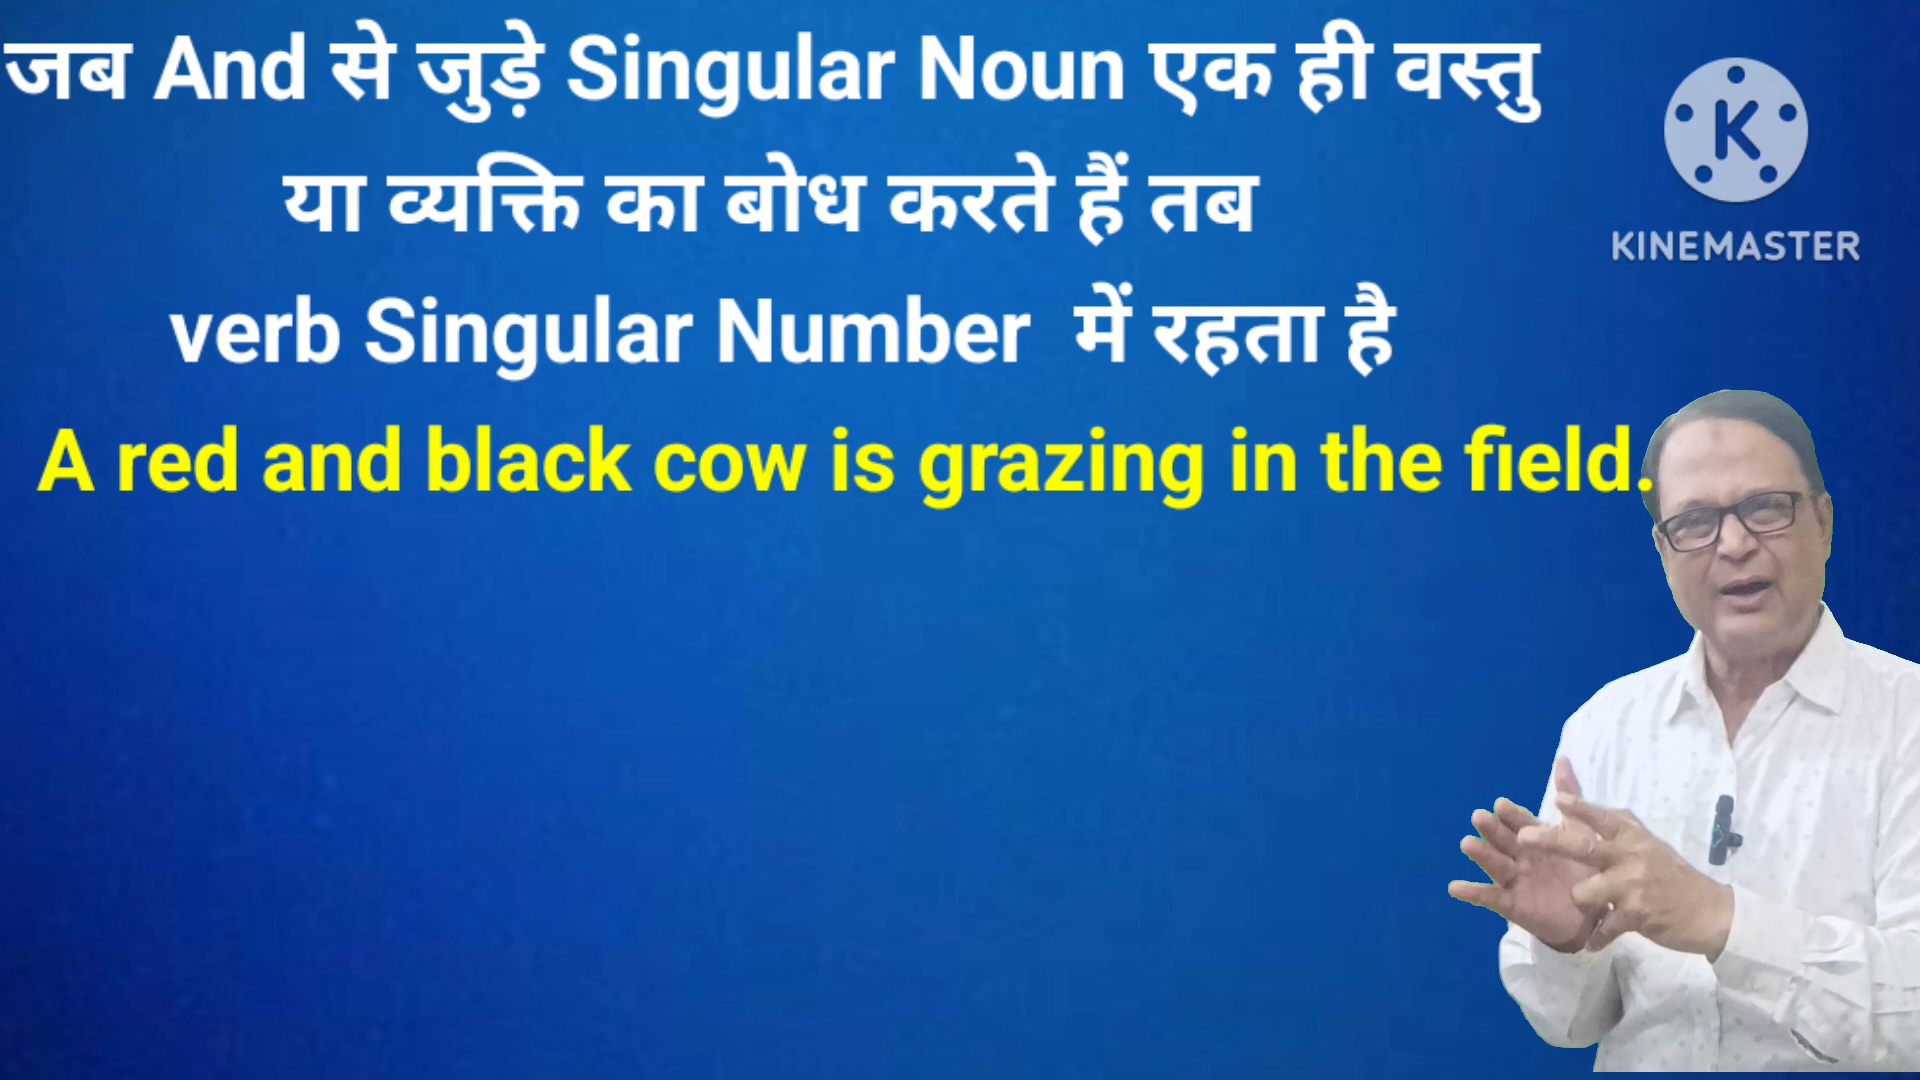 जब And से जुड़े Singular Noun एक ही वस्तु
या व्यक्ति का बोध करते हैं तब
verb Singular Number में रहता है
A red and black cow is grazing in the field.
K
KINEMASTER